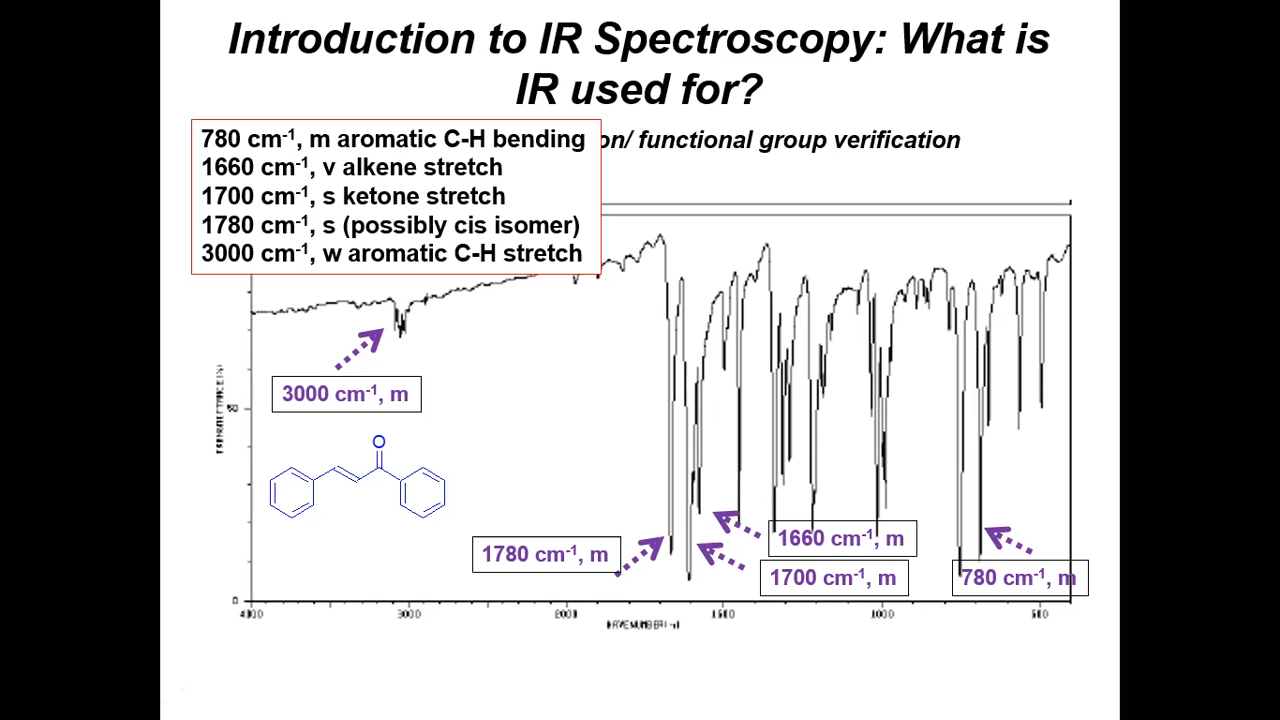 Introduction to IR Spectroscopy: What is
IR used for?
780 cm-1, m aromatic C-H bending
on/ functional group verification
1660 cm-1, v alkene stretch
1700 cm-1, s ketone stretch
1780 cm-1, s (possibly cis isomer)
3000 cm-1, w aromatic C-H stretch
3000 cm-1, m
O
1780 cm-1, m
1660 cm-1, m
1700 cm-1, m
780 cm-1, m
0
4000 3000 2000 1500 1000 500